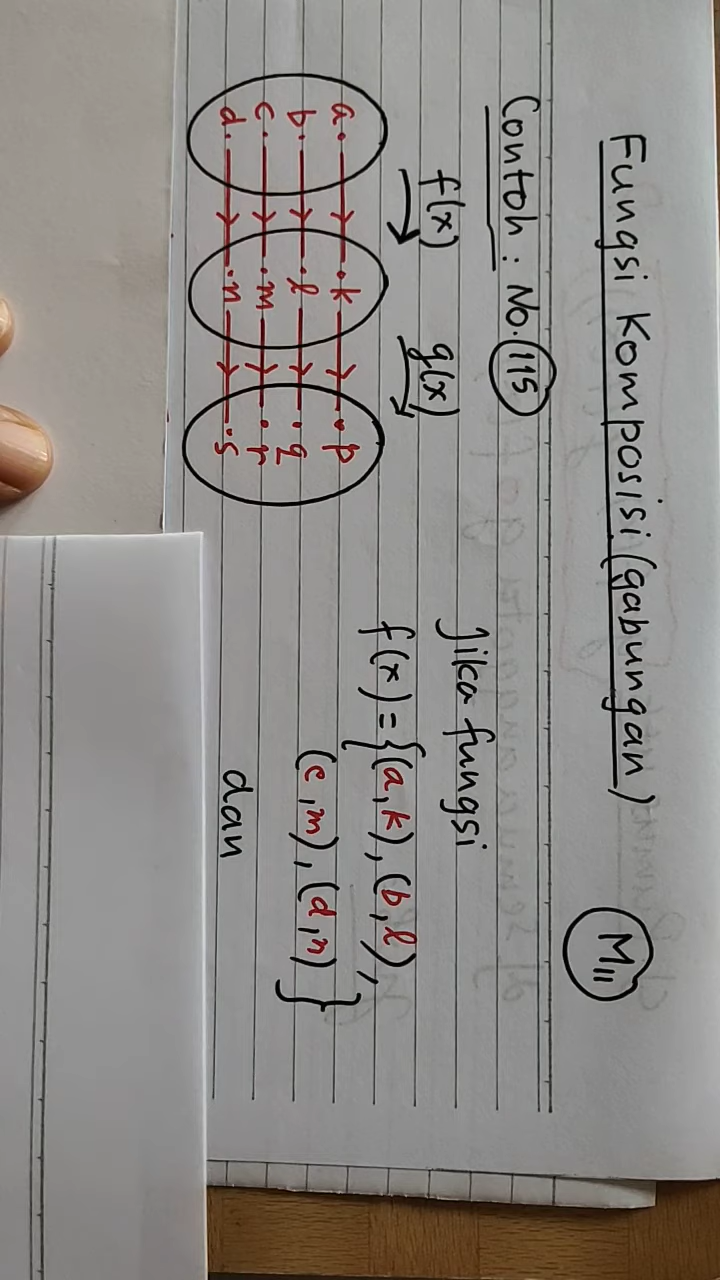 Fungsi Komposisi (gabungan)
M11
Contoh : No. 115
f(x) g(x)
a. .k .p
b. .l .q
c. .m .r
d. .n .s
Jika fungsi
f(x) = {(a,k), (b,l),
(c,m), (d,n)}
dan